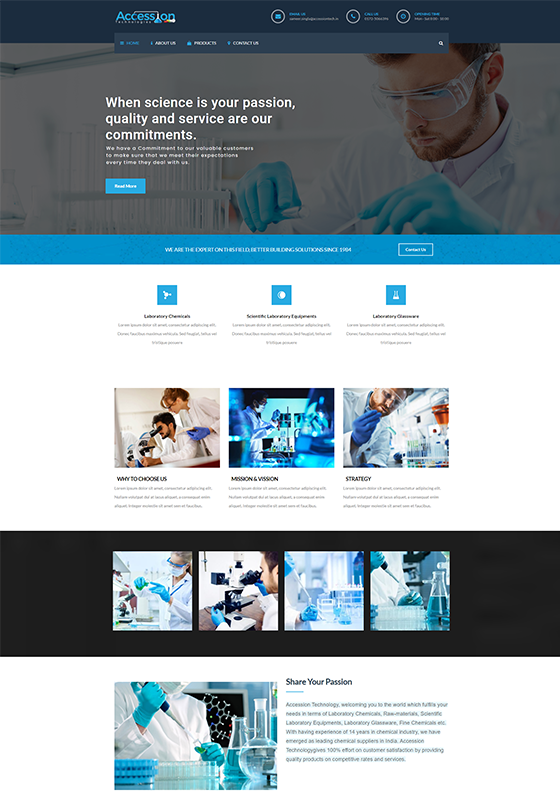 Accession
Technologies
EMAIL US
CALL US
OPENING TIME
Mon - Sat 9:00 - 18:00
HOME
ABOUT US
PRODUCTS
CONTACT US
When science is your passion,
quality and service are our
commitments.
We have a Commitment to our valuable customers
to make sure that we meet their expectations
every time they deal with us.
Read More
WE ARE THE EXPERT ON THIS FIELD, BETTER BUILDING SOLUTIONS SINCE 1984
Contact Us
Laboratory Chemicals
Lorem ipsum dolor sit amet, consectetur adipiscing elit.
Donec faucibus maximus vehicula. Sed feugiat, tellus vel
tristique posuere
Scientific Laboratory Equipments
Lorem ipsum dolor sit amet, consectetur adipiscing elit.
Donec faucibus maximus vehicula. Sed feugiat, tellus vel
tristique posuere
Laboratory Glassware
Lorem ipsum dolor sit amet, consectetur adipiscing elit.
Donec faucibus maximus vehicula. Sed feugiat, tellus vel
tristique posuere
WHY TO CHOOSE US
Lorem ipsum dolor sit amet, consectetur adipiscing elit.
Nullam volutpat dui at lacus aliquet, a consequat enim
aliquet. Integer molestie sit amet sem non dictum.
MISSION & VISSION
Lorem ipsum dolor sit amet, consectetur adipiscing elit.
Nullam volutpat dui at lacus aliquet, a consequat enim
aliquet. Integer molestie sit amet sem non dictum.
STRATEGY
Lorem ipsum dolor sit amet, consectetur adipiscing elit.
Nullam volutpat dui at lacus aliquet, a consequat enim
aliquet. Integer molestie sit amet sem non dictum.
Share Your Passion
Accession Technology, welcoming you to the world which fulfills your
needs in terms of Laboratory Chemicals, Raw-materials, Scientific
Laboratory Equipments, Laboratory Glassware, Fine Chemicals etc.
With having experience of 14 years in chemical industry, we have
emerged as leading chemical suppliers in India. Accession
Technologygives 100% effort on customer satisfaction by providing
quality products on competitive rates and services.